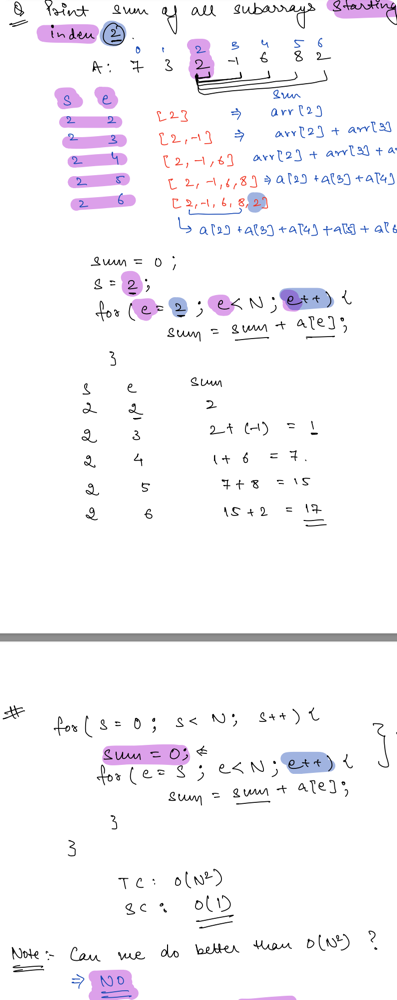 Q Print sum of all subarrays starting
index 2.
0 1 2 3 4 5 6
A: 7 3 2 -1 6 8 2
sum
s e
2 2 [2] ⇒ arr[2]
2 3 [2, -1] ⇒ arr[2] + arr[3]
2 4 [2, -1, 6] arr[2] + arr[3] + a
2 5 [2, -1, 6, 8] ⇒ a[2] + a[3] + a[4]
2 6 [2, -1, 6, 8, 2]
↳ a[2] + a[3] + a[4] + a[5] + a[6
sum = 0;
s = 2;
for( e = 2 ; e < N ; e++) {
sum = sum + a[e];
}
s e sum
2 2 2
2 3 2 + (-1) = 1
2 4 1 + 6 = 7.
2 5 7 + 8 = 15
2 6 15 + 2 = 17
# for( s = 0 ; s < N ; s++) {
sum = 0; ⇐
for( e = s ; e < N ; e++) {
sum = sum + a[e];
}
}
TC: O(N²)
SC: O(1)
Note:- Can we do better than O(N²) ?
⇒ NO